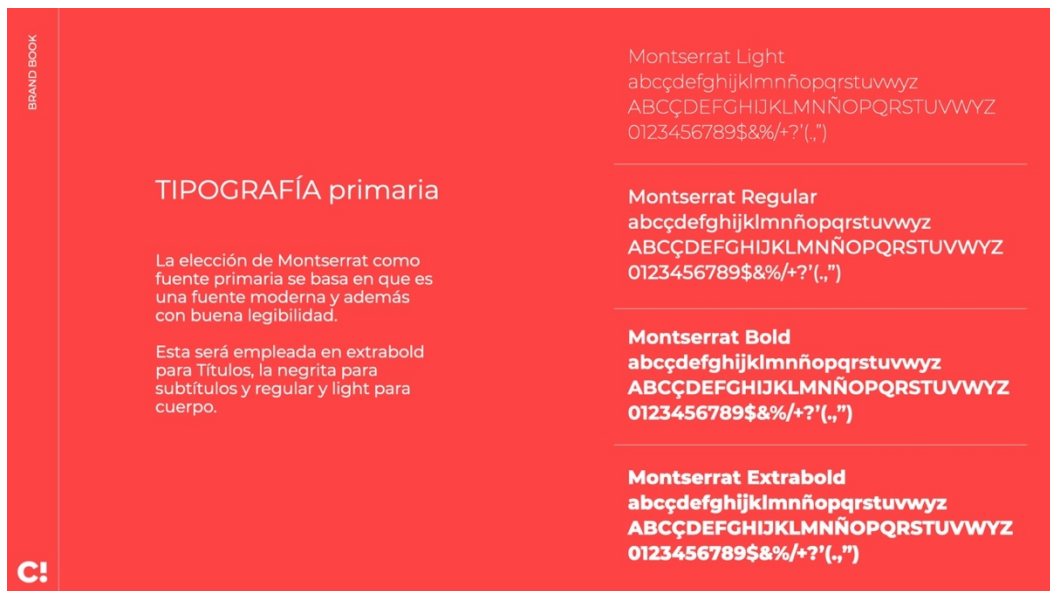 BRAND BOOK
TIPOGRAFÍA primaria
La elección de Montserrat como
fuente primaria se basa en que es
una fuente moderna y además
con buena legibilidad.
Esta será empleada en extrabold
para Títulos, la negrita para
subtítulos y regular y light para
cuerpo.
Montserrat Light
abcçdefghijklmnñopqrstuvwyz
ABCÇDEFGHIJKLMNÑOPQRSTUVWYZ
0123456789$&%/+?’(.,”)
Montserrat Regular
abcçdefghijklmnñopqrstuvwyz
ABCÇDEFGHIJKLMNÑOPQRSTUVWYZ
0123456789$&%/+?’(.,”)
Montserrat Bold
abcçdefghijklmnñopqrstuvwyz
ABCÇDEFGHIJKLMNÑOPQRSTUVWYZ
0123456789$&%/+?’(.,”)
Montserrat Extrabold
abcçdefghijklmnñopqrstuvwyz
ABCÇDEFGHIJKLMNÑOPQRSTUVWYZ
0123456789$&%/+?’(.,”)
C!